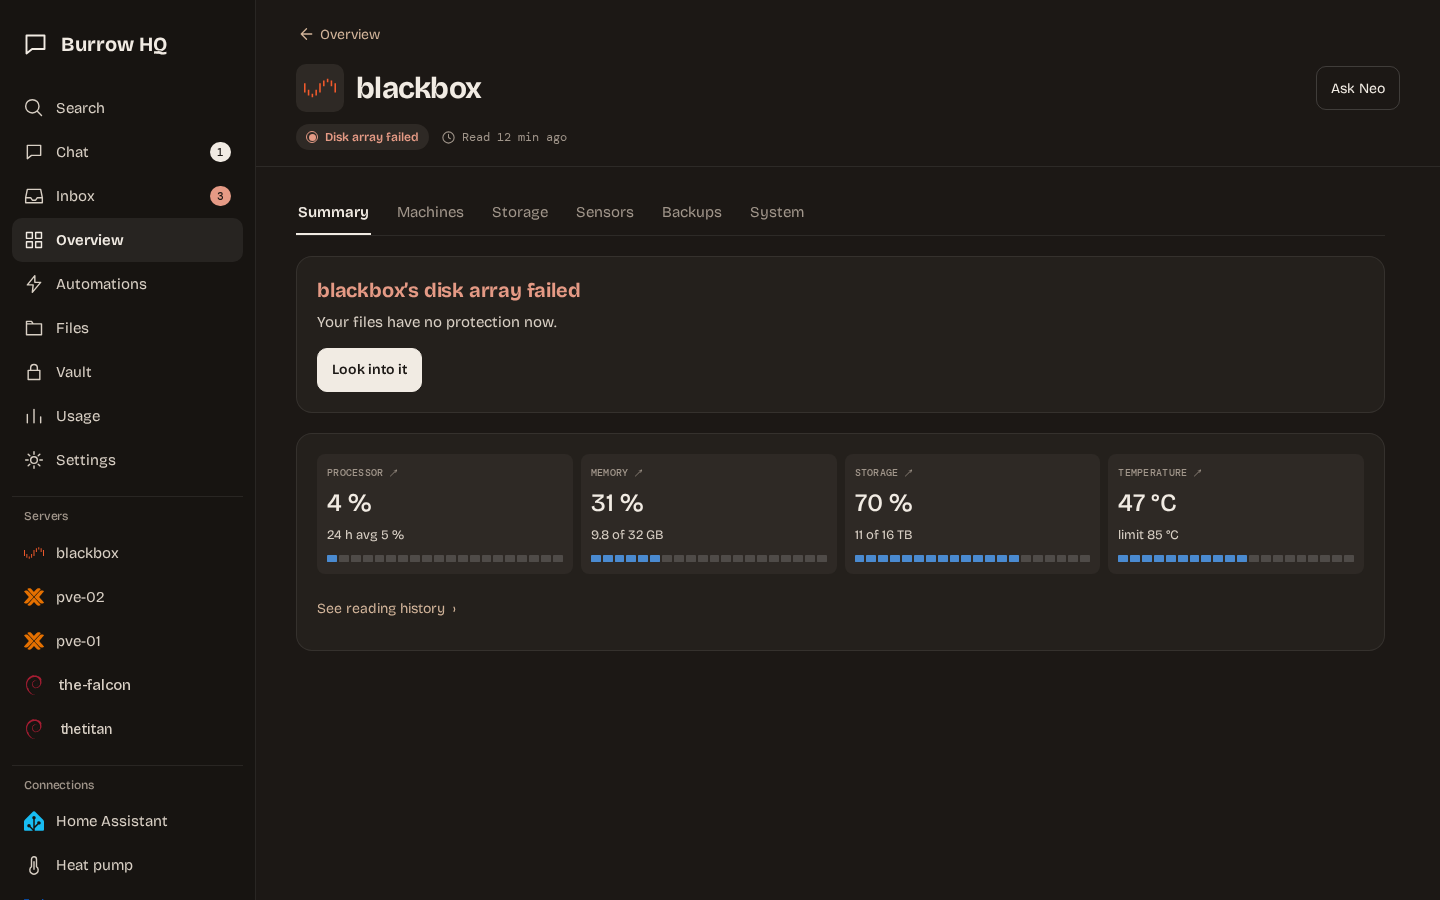 Burrow HQ
Search
Chat 1
Inbox 3
Overview
Automations
Files
Vault
Usage
Settings
Servers
blackbox
pve-02
pve-01
the-falcon
thetitan
Connections
Home Assistant
Heat pump
← Overview
blackbox
Ask Neo
Disk array failed Read 12 min ago
Summary Machines Storage Sensors Backups System
blackbox’s disk array failed
Your files have no protection now.
Look into it
PROCESSOR ↗
4 %
24 h avg 5 %
MEMORY ↗
31 %
9.8 of 32 GB
STORAGE ↗
70 %
11 of 16 TB
TEMPERATURE ↗
47 °C
limit 85 °C
See reading history ›